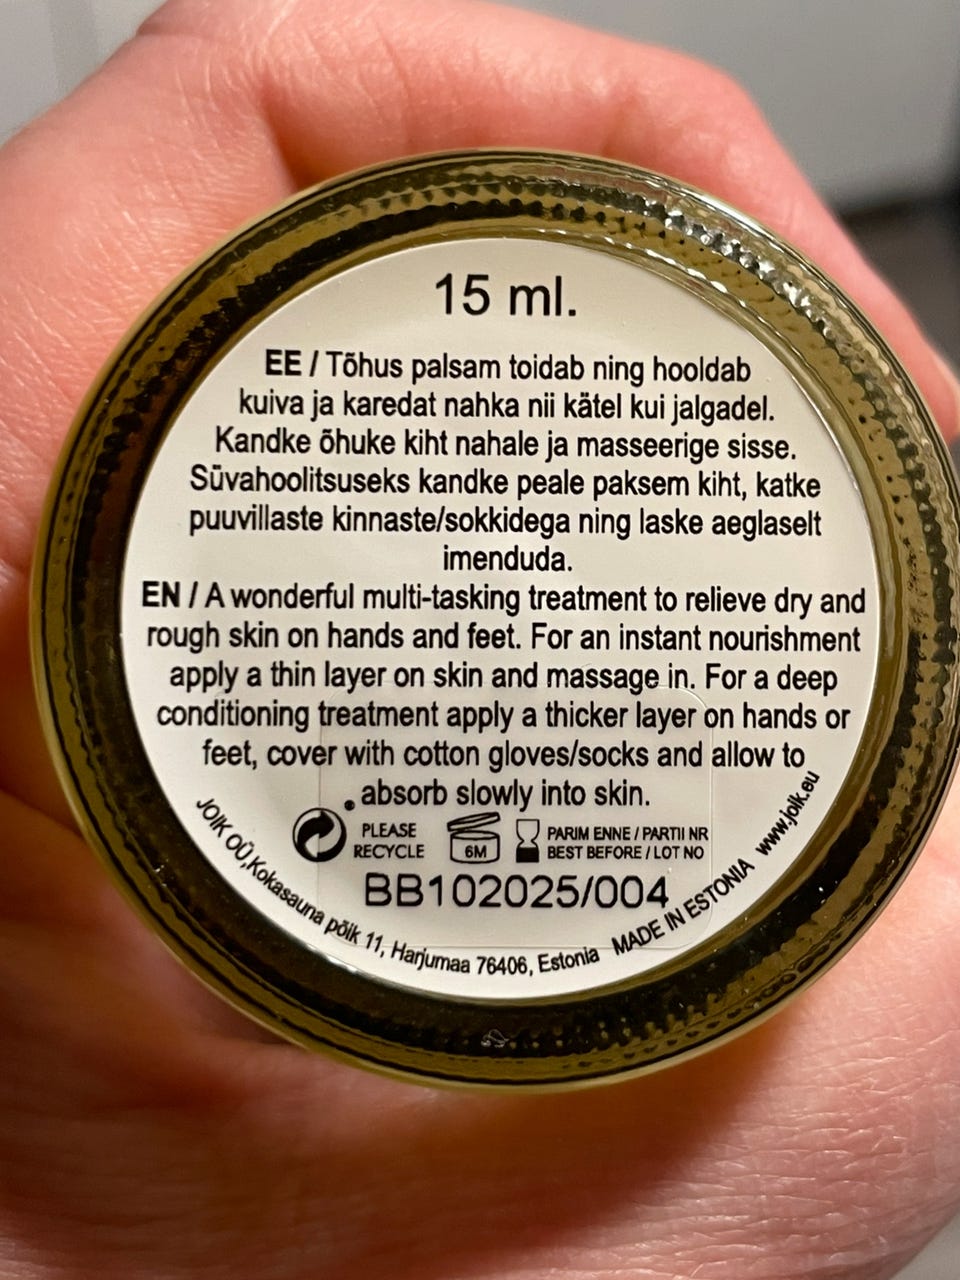 15 ml.
EE / Tõhus palsam toidab ning hooldab
kuiva ja karedat nahka nii kätel kui jalgadel.
Kandke õhuke kiht nahale ja masseerige sisse.
Süvahoolitsuseks kandke peale paksem kiht, katke
puuvillaste kinnaste/sokkidega ning laske aeglaselt
imenduda.
EN / A wonderful multi-tasking treatment to relieve dry and
rough skin on hands and feet. For an instant nourishment
apply a thin layer on skin and massage in. For a deep
conditioning treatment apply a thicker layer on hands or
feet, cover with cotton gloves/socks and allow to
absorb slowly into skin.
PLEASE
RECYCLE
6M
PARIM ENNE / PARTII NR
BEST BEFORE / LOT NO
BB102025/004
JOIK OÜ,Kokasauna põik 11, Harjumaa 76406, Estonia MADE IN ESTONIA www.joik.eu